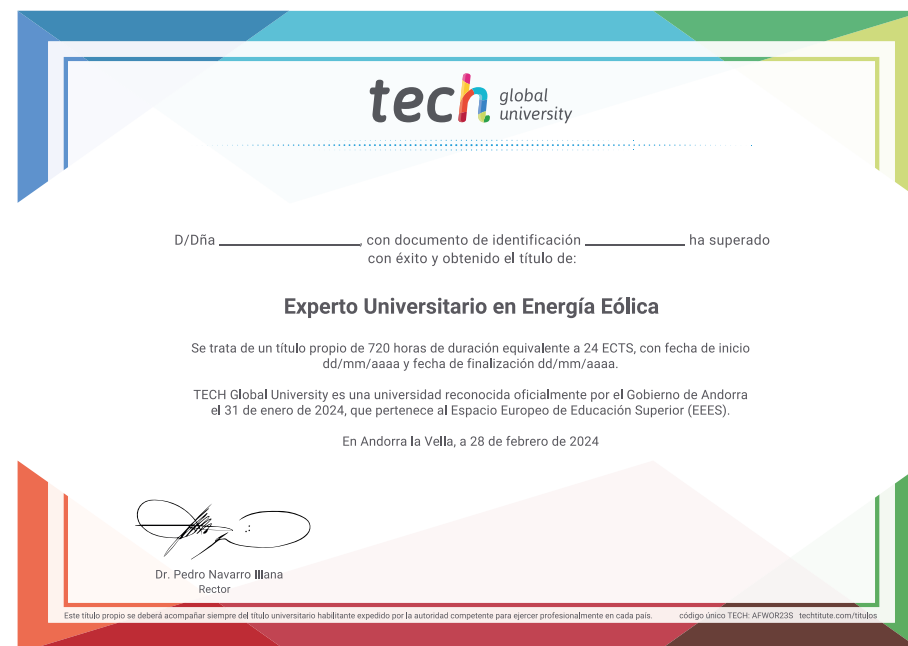 tech global university
D/Dña ____________________, con documento de identificación ______________ ha superado
con éxito y obtenido el título de:
Experto Universitario en Energía Eólica
Se trata de un título propio de 720 horas de duración equivalente a 24 ECTS, con fecha de inicio
dd/mm/aaaa y fecha de finalización dd/mm/aaaa.
TECH Global University es una universidad reconocida oficialmente por el Gobierno de Andorra
el 31 de enero de 2024, que pertenece al Espacio Europeo de Educación Superior (EEES).
En Andorra la Vella, a 28 de febrero de 2024
Dr. Pedro Navarro Illana
Rector
Este título propio se deberá acompañar siempre del título universitario habilitante expedido por la autoridad competente para ejercer profesionalmente en cada país. código único TECH: AFWOR23S techtitute.com/titulos